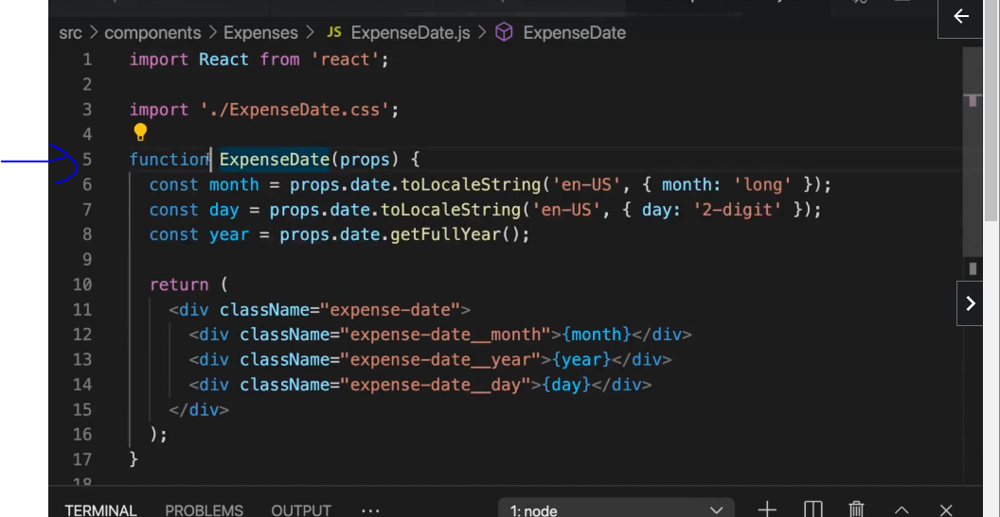 src > components > Expenses > JS ExpenseDate.js > ExpenseDate
1 import React from 'react';
2
3 import './ExpenseDate.css';
4
5 function ExpenseDate(props) {
6   const month = props.date.toLocaleString('en-US', { month: 'long' });
7   const day = props.date.toLocaleString('en-US', { day: '2-digit' });
8   const year = props.date.getFullYear();
9
10   return (
11     <div className="expense-date">
12       <div className="expense-date__month">{month}</div>
13       <div className="expense-date__year">{year}</div>
14       <div className="expense-date__day">{day}</div>
15     </div>
16   );
17 }
18
TERMINAL PROBLEMS OUTPUT ... 1: node